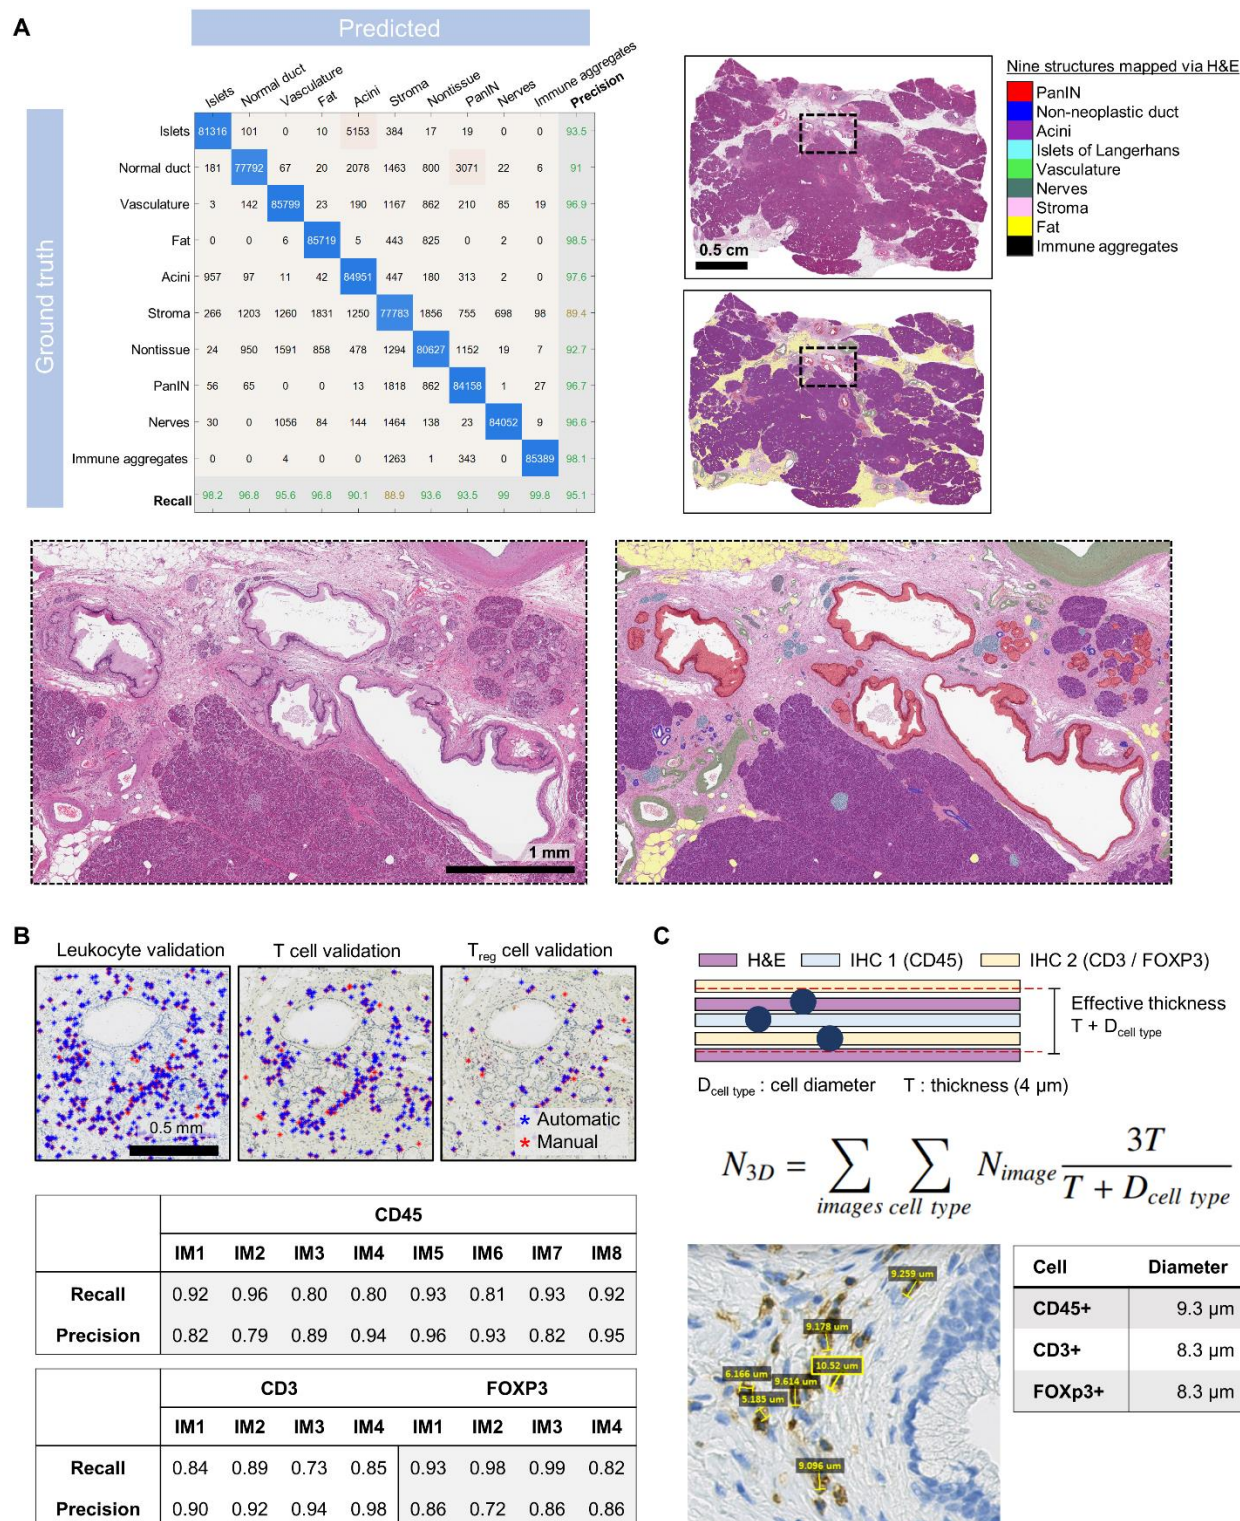 A
Predicted
Ground truth
Islets Normal duct Vasculature Fat Acini Stroma Nontissue PanIN Nerves Immune aggregates Precision
Islets 81316 101 0 10 5153 384 17 19 0 0 93.5
Normal duct 181 77792 67 20 2078 1463 800 3071 22 6 91
Vasculature 3 142 85799 23 190 1167 862 210 85 19 96.9
Fat 0 0 6 85719 5 443 825 0 2 0 98.5
Acini 957 97 11 42 84951 447 180 313 2 0 97.6
Stroma 266 1203 1260 1831 1250 77783 1856 755 698 98 89.4
Nontissue 24 950 1591 858 478 1294 80627 1152 19 7 92.7
PanIN 56 65 0 0 13 1818 862 84158 1 27 96.7
Nerves 30 0 1056 84 144 1464 138 23 84052 9 96.6
Immune aggregates 0 0 4 0 0 1263 1 343 0 85389 98.1
Recall 98.2 96.8 95.6 96.8 90.1 88.9 93.6 93.5 99 99.8 95.1
0.5 cm
Nine structures mapped via H&E
PanIN
Non-neoplastic duct
Acini
Islets of Langerhans
Vasculature
Nerves
Stroma
Fat
Immune aggregates
1 mm
B
Leukocyte validation
T cell validation
Treg cell validation
0.5 mm
* Automatic
* Manual
CD45
IM1 IM2 IM3 IM4 IM5 IM6 IM7 IM8
Recall 0.92 0.96 0.80 0.80 0.93 0.81 0.93 0.92
Precision 0.82 0.79 0.89 0.94 0.96 0.93 0.82 0.95
CD3 FOXP3
IM1 IM2 IM3 IM4 IM1 IM2 IM3 IM4
Recall 0.84 0.89 0.73 0.85 0.93 0.98 0.99 0.82
Precision 0.90 0.92 0.94 0.98 0.86 0.72 0.86 0.86
C
H&E IHC 1 (CD45) IHC 2 (CD3 / FOXP3)
Effective thickness
T + Dcell type
Dcell type : cell diameter T : thickness (4 µm)
N3D = ∑images ∑cell type Nimage 3T / T + Dcell type
9.259 um
9.178 um
10.52 um
6.166 um
9.614 um
5.185 um
9.096 um
Cell Diameter
CD45+ 9.3 µm
CD3+ 8.3 µm
FOXp3+ 8.3 µm